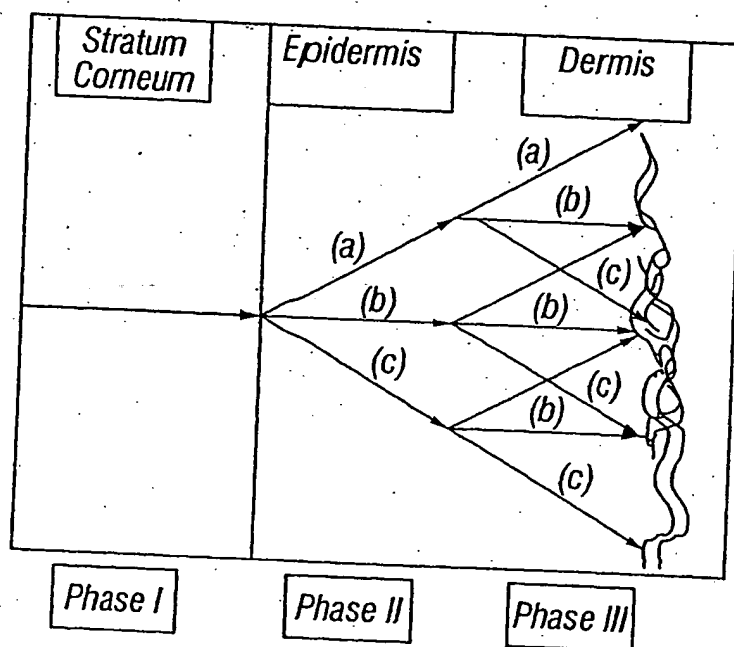 Stratum
Corneum
Epidermis
Dermis
(a)
(b)
(a)
(c)
(b)
(b)
(c)
(c)
(b)
(c)
Phase I
Phase II
Phase III